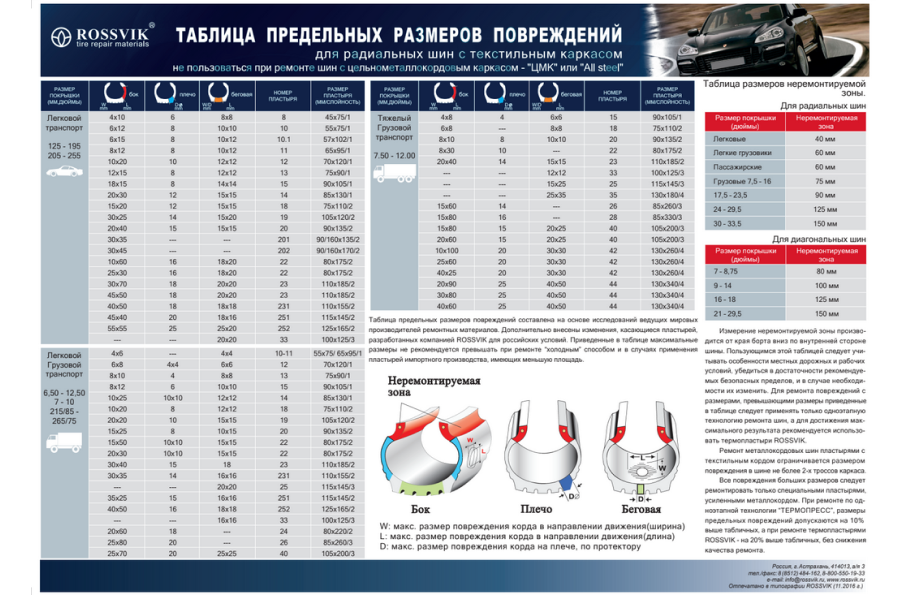 ROSSVIK®
tire repair materials
ТАБЛИЦА ПРЕДЕЛЬНЫХ РАЗМЕРОВ ПОВРЕЖДЕНИЙ
для радиальных шин с текстильным каркасом
не пользоваться при ремонте шин с цельнометаллокордовым каркасом - "ЦМК" или "All steel"
РАЗМЕР ПОКРЫШКИ (ММ,ДЮЙМЫ) бок W mm L mm плечо D⌀ mm беговая W/D mm L mm НОМЕР ПЛАСТЫРЯ РАЗМЕР ПЛАСТЫРЯ (ММ/СЛОЙНОСТЬ)
Легковой транспорт
125 - 195
205 - 255
4x10 6 8x8 8 45x75/1
6x12 8 10x10 10 55x75/1
6x15 8 10x12 10.1 57x102/1
8x12 8 10x12 11 65x95/1
10x20 10 12x12 12 70x120/1
12x15 8 12x12 13 75x90/1
18x15 8 14x14 15 90x105/1
20x30 12 15x15 14 85x130/1
15x20 12 15x15 18 75x110/2
30x25 14 15x20 19 105x120/2
20x40 15 15x15 20 90x135/2
30x35 --- --- 201 90/160x135/2
30x45 --- --- 202 90/160x170/2
10x60 16 18x20 22 80x175/2
25x30 16 18x20 22 80x175/2
30x70 18 20x20 23 110x185/2
45x50 18 20x20 23 110x185/2
40x50 18 18x18 231 110x155/2
45x40 20 18x16 251 115x145/2
55x55 25 25x20 252 125x165/2
--- --- 20x20 33 100x125/3
Легковой Грузовой транспорт
6,50 - 12,50
7 - 10
215/85 -
265/75
4x6 --- 4x4 10-11 55x75/ 65x95/1
6x8 4x4 6x6 12 70x120/1
8x10 4 8x8 13 75x90/1
8x12 6 10x10 15 90x105/1
10x25 10x10 12x12 14 85x130/1
10x20 8 12x12 18 75x110/2
20x20 10 15x15 19 105x120/2
15x25 8 10x15 20 90x135/2
15x50 10x10 15x15 22 80x175/2
20x30 10x10 15x15 22 80x175/2
30x40 15 18 23 110x185/2
30x35 14 16x16 231 110x155/2
--- --- 20x20 25 115x145/3
35x25 15 16x16 251 115x145/2
40x50 16 18x18 252 125x165/2
--- --- 16x16 33 100x125/3
20x60 18 --- 24 80x220/2
25x80 20 --- 26 85x260/3
25x70 20 25x25 40 105x200/3
РАЗМЕР ПОКРЫШКИ (ММ,ДЮЙМЫ) бок W mm L mm плечо D⌀ mm беговая W/D mm L mm НОМЕР ПЛАСТЫРЯ РАЗМЕР ПЛАСТЫРЯ (ММ/СЛОЙНОСТЬ)
Тяжелый Грузовой транспорт
7.50 - 12.00
4x8 4 6x6 15 90x105/1
6x8 --- 8x8 18 75x110/2
8x10 8 10x10 20 90x135/2
8x30 10 --- 22 80x175/2
20x40 14 15x15 23 110x185/2
--- --- 12x12 33 100x125/3
--- --- 15x25 25 115x145/3
--- --- 25x35 35 130x180/4
15x60 14 --- 26 85x260/3
15x80 16 --- 28 85x330/3
15x80 15 20x25 40 105x200/3
20x60 15 20x25 40 105x200/3
10x100 20 30x30 42 130x260/4
25x60 20 30x30 42 130x260/4
40x25 20 30x30 42 130x260/4
20x90 25 40x50 44 130x340/4
30x80 25 40x50 44 130x340/4
40x60 25 40x50 44 130x340/4
Таблица предельных размеров повреждений составлена на основе исследований ведущих мировых
производителей ремонтных материалов. Дополнительно внесены изменения, касающиеся пластырей,
разработанных компанией ROSSVIK для российских условий. Приведенные в таблице максимальные
размеры не рекомендуется превышать при ремонте "холодным" способом и в случаях применения
пластырей импортного производства, имеющих меньшую площадь.
Неремонтируемая
зона
W L
D⌀
L W D
Бок Плечо Беговая
W: макс. размер повреждения корда в направлении движения(ширина)
L: макс. размер повреждения корда в направлении движения(длина)
D: макс. размер повреждения корда на плече, по протектору
Таблица размеров неремонтируемой
зоны.
Для радиальных шин
Размер покрышки (дюймы) Неремонтируемая зона
Легковые 40 мм
Легкие грузовики 60 мм
Пассажирские 60 мм
Грузовые 7,5 - 16 75 мм
17,5 - 23,5 90 мм
24 - 29,5 125 мм
30 - 33,5 150 мм
Для диагональных шин
Размер покрышки (дюймы) Неремонтируемая зона
7 - 8,75 80 мм
9 - 14 100 мм
16 - 18 125 мм
21 - 29,5 150 мм
Измерение неремонтируемой зоны произво-
дится от края борта вниз по внутренней стороне
шины. Пользующимся этой таблицей следует учи-
тывать особенности местных дорожных и рабочих
условий, убедиться в достаточности рекомендуе-
мых безопасных пределов, и в случае необходи-
мости их изменить. Для ремонта повреждений с
размерами, превышающими размеры приведенные
в таблице следует применять только одноэтапную
технологию ремонта шин, а для достижения мак-
симального результата рекомендуется использо-
вать термопластыри ROSSVIK.
Ремонт металлокордовых шин пластырями с
текстильным кордом ограничивается размером
повреждения в шине не более 2-х троссов каркаса.
Все повреждения больших размеров следует
ремонтировать только специальными пластырями,
усиленными металлокордом. При ремонте по од-
ноэтапной технологии "ТЕРМОПРЕСС", размеры
предельных повреждений допускаются на 10%
выше табличных, а при ремонте термопластырями
ROSSVIK - на 20% выше табличных, без снижения
качества ремонта.
Россия, г. Астрахань, 414013, а/я 3
тел./факс: 8 (8512) 484-162, 8-800-550-19-33
e-mail: info@rossvik.ru, www.rossvik.ru
Отпечатано в типографии ROSSVIK (11.2016 г.)